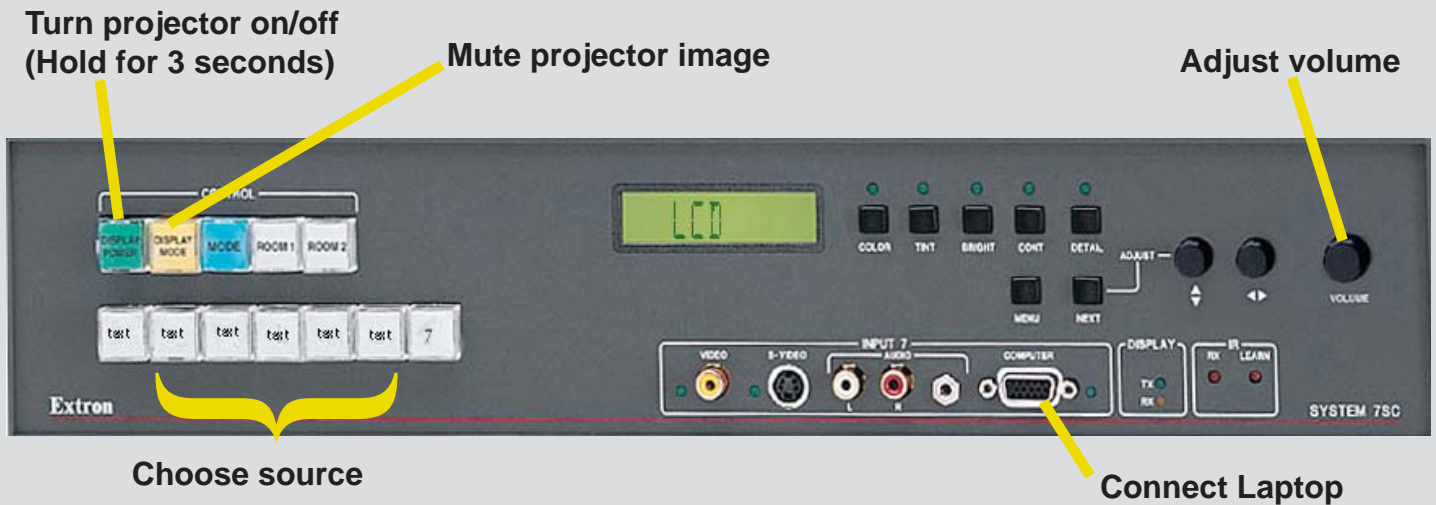 Turn projector on/off
(Hold for 3 seconds)
Mute projector image
Adjust volume
CONTROL
DISPLAY
POWER
DISPLAY
MODE
MODE
ROOM 1
ROOM 2
LCD
COLOR
TINT
BRIGHT
CONT
DETAIL
ADJUST
MENU
NEXT
VOLUME
text
text
text
text
text
text
7
INPUT 7
VIDEO
S-VIDEO
AUDIO
L
R
COMPUTER
DISPLAY
TX
RX
IR
RX
LEARN
Extron
SYSTEM 7SC
Choose source
Connect Laptop